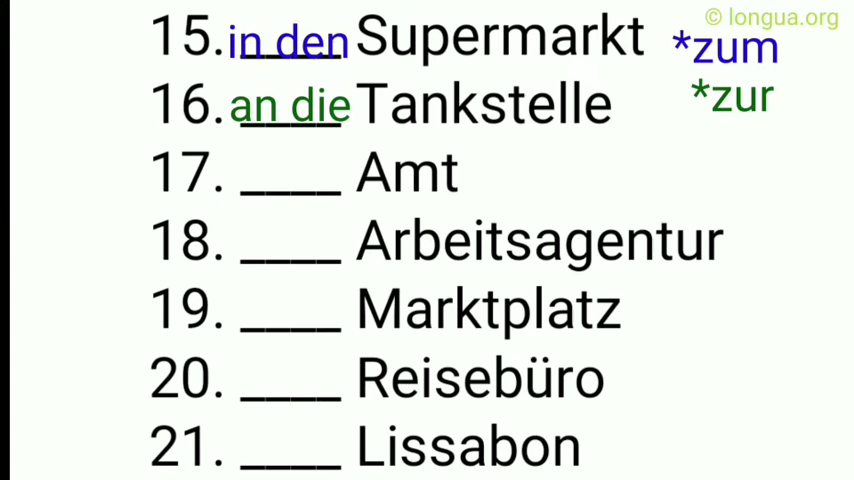 © longua.org
15. in den Supermarkt *zum
16. an die Tankstelle *zur
17. ____ Amt
18. ____ Arbeitsagentur
19. ____ Marktplatz
20. ____ Reisebüro
21. ____ Lissabon